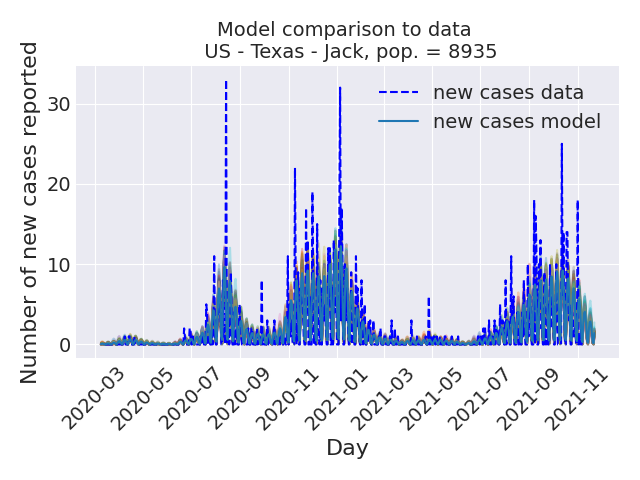 Model comparison to data
US - Texas - Jack, pop. = 8935
new cases data
new cases model
Number of new cases reported
30
20
10
0
2020-03
2020-05
2020-07
2020-09
2020-11
2021-01
2021-03
2021-05
2021-07
2021-09
2021-11
Day